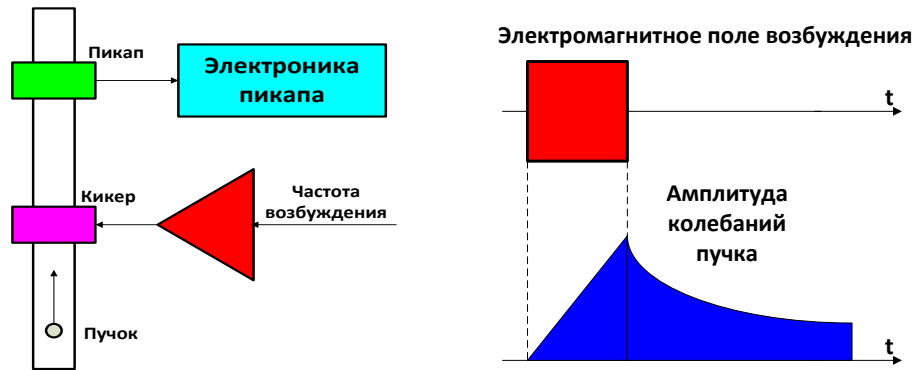 Пикап
Электроника
пикапа
Кикер
Частота
возбуждения
Пучок
Электромагнитное поле возбуждения
t
Амплитуда
колебаний
пучка
t